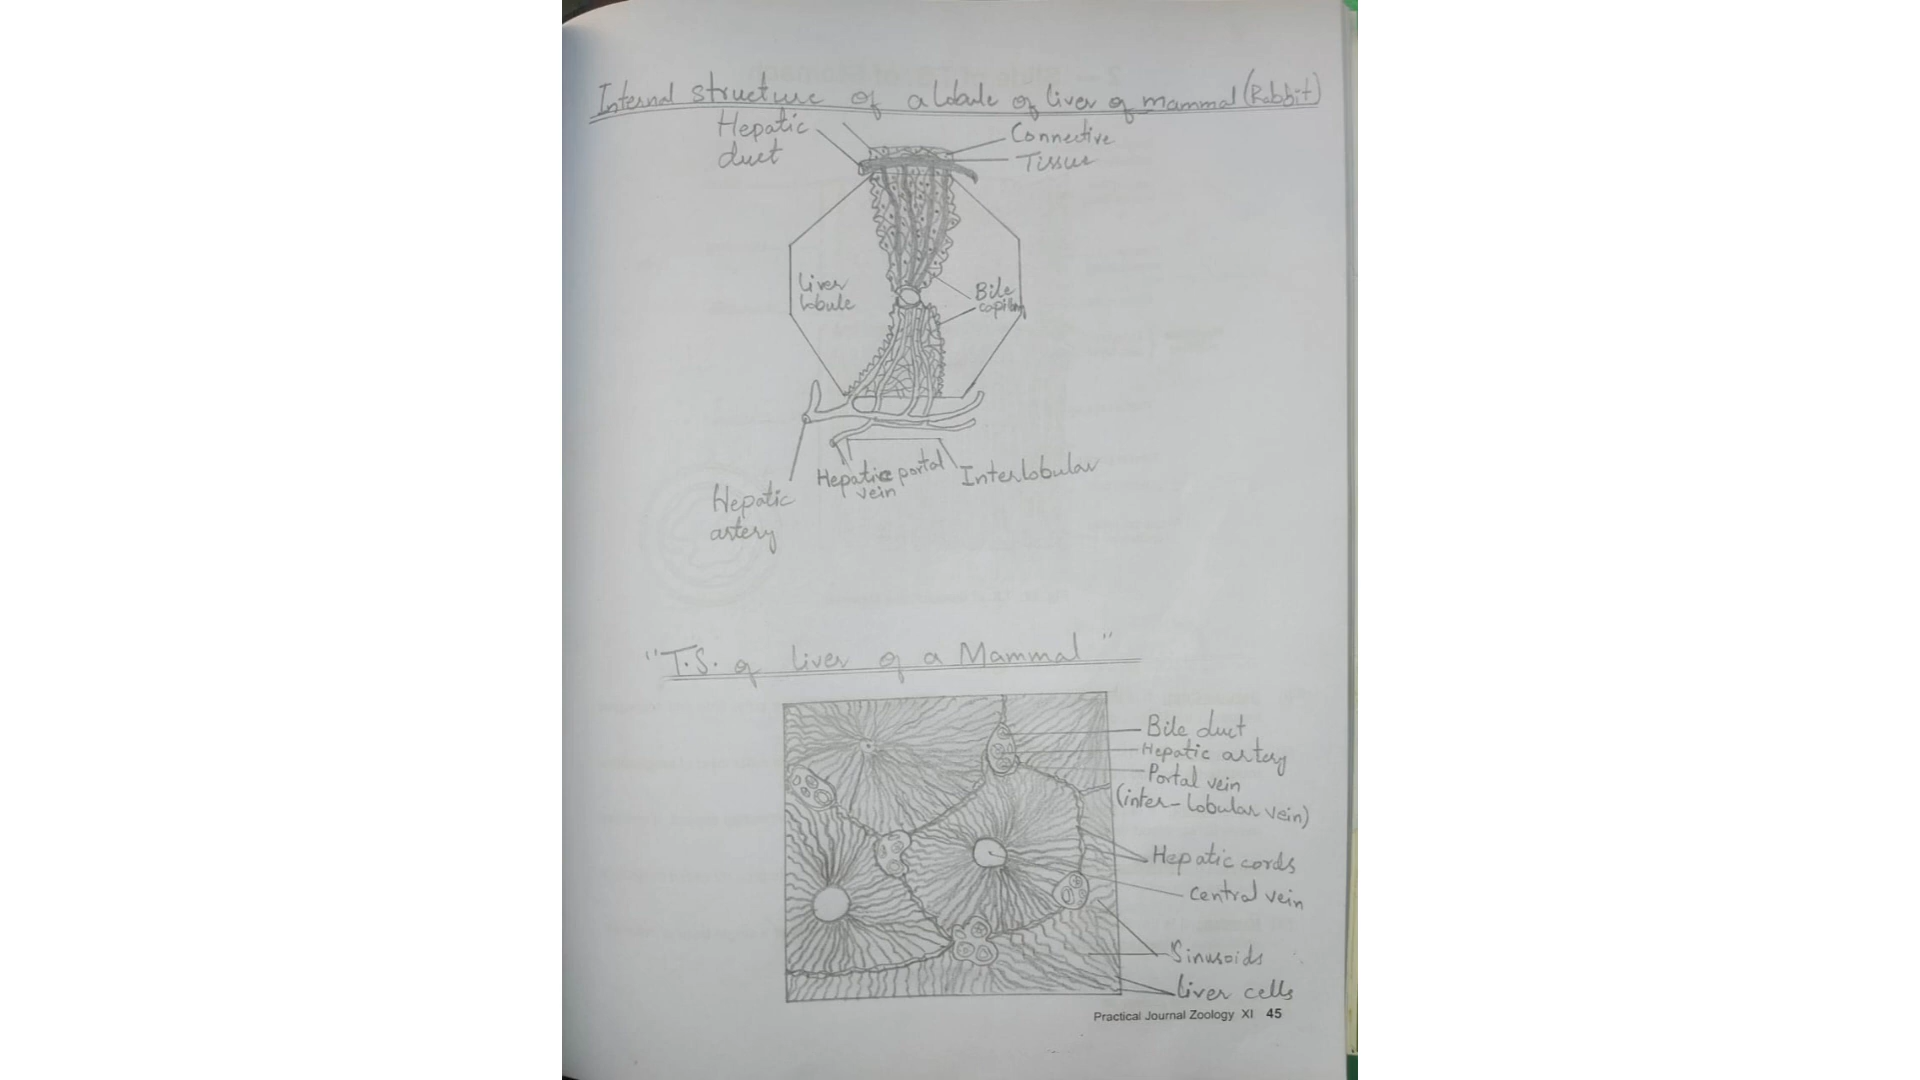 Internal structure of a Lobule of liver of mammal (Rabbit)
Hepatic
duct
Connective
Tissue
Liver
lobule
Bile
capillary
Hepatic portal
vein
Interlobular
Hepatic
artery
"T.S. of liver of a Mammal"
Bile duct
Hepatic artery
Portal vein
(inter-lobular vein)
Hepatic cords
central vein
Sinusoids
Liver cells
Practical Journal Zoology XI 45